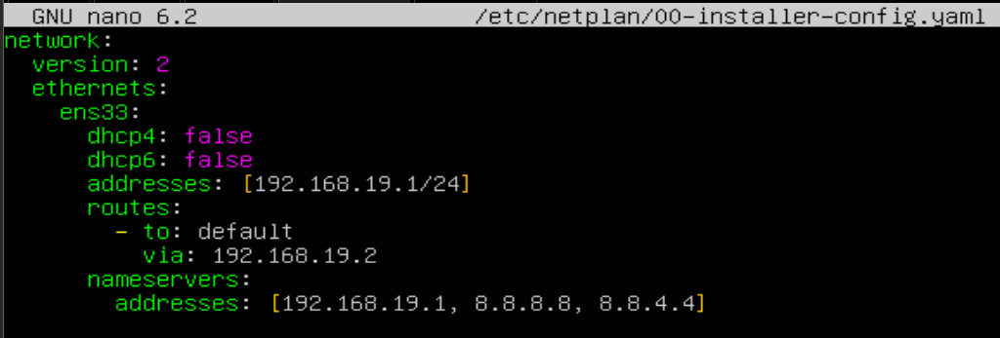 GNU nano 6.2 /etc/netplan/00-installer-config.yaml
network:
  version: 2
  ethernets:
    ens33:
      dhcp4: false
      dhcp6: false
      addresses: [192.168.19.1/24]
      routes:
        - to: default
          via: 192.168.19.2
      nameservers:
        addresses: [192.168.19.1, 8.8.8.8, 8.8.4.4]